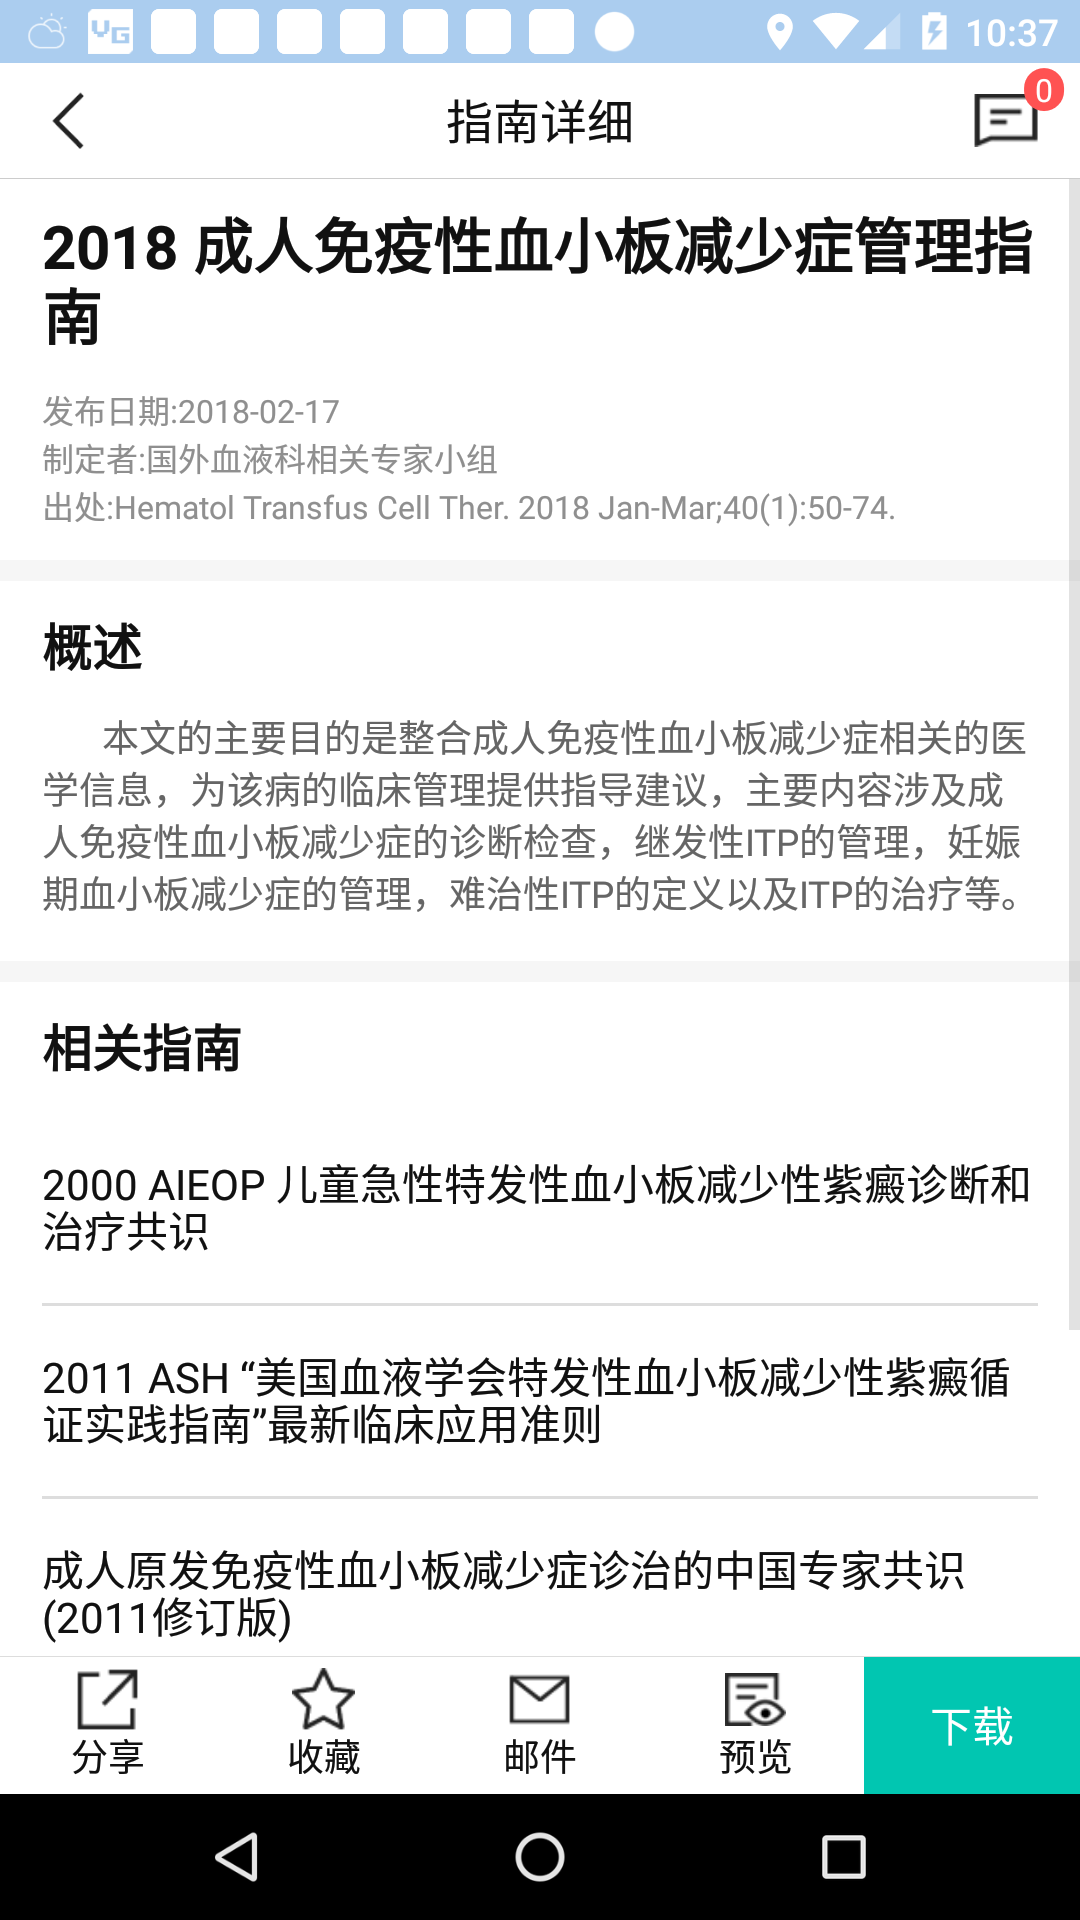 VG
10:37
指南详细
0
2018 成人免疫性血小板减少症管理指
南
发布日期:2018-02-17
制定者:国外血液科相关专家小组
出处:Hematol Transfus Cell Ther. 2018 Jan-Mar;40(1):50-74.
概述
本文的主要目的是整合成人免疫性血小板减少症相关的医
学信息，为该病的临床管理提供指导建议，主要内容涉及成
人免疫性血小板减少症的诊断检查，继发性ITP的管理，妊娠
期血小板减少症的管理，难治性ITP的定义以及ITP的治疗等。
相关指南
2000 AIEOP 儿童急性特发性血小板减少性紫癜诊断和
治疗共识
2011 ASH “美国血液学会特发性血小板减少性紫癜循
证实践指南”最新临床应用准则
成人原发免疫性血小板减少症诊治的中国专家共识
(2011修订版)
分享
收藏
邮件
预览
下载